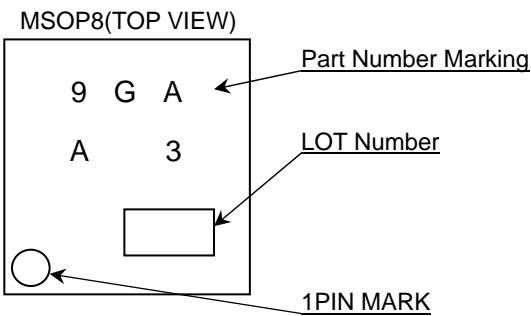 MSOP8(TOP VIEW)
Part Number Marking
9 G A
A 3
LOT Number
1PIN MARK